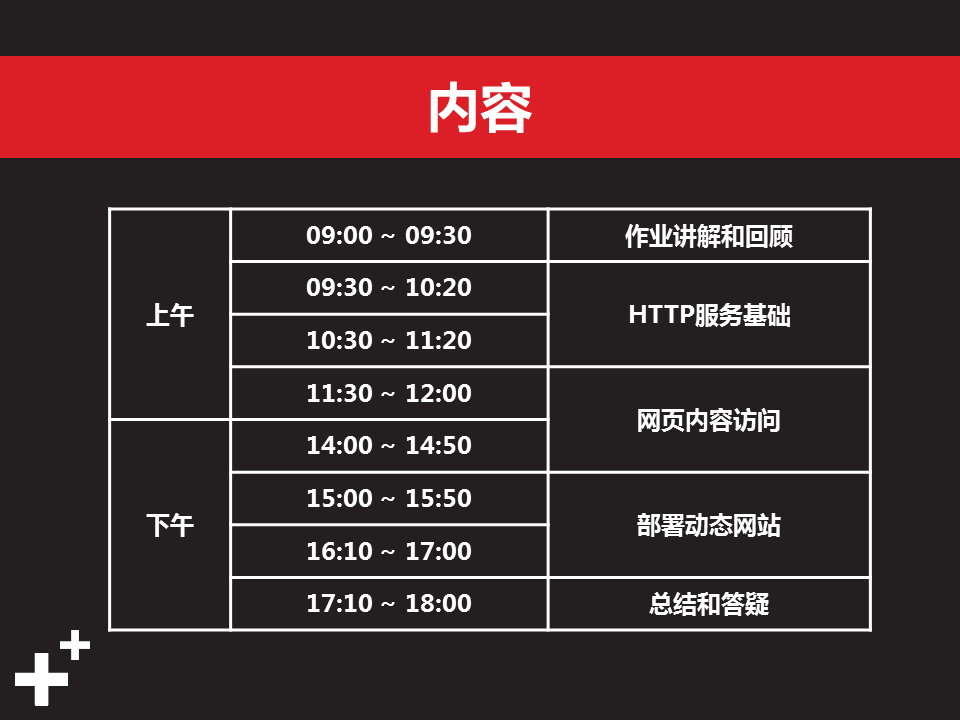 内容
上午
09:00 ~ 09:30
作业讲解和回顾
09:30 ~ 10:20
HTTP服务基础
10:30 ~ 11:20
11:30 ~ 12:00
网页内容访问
下午
14:00 ~ 14:50
15:00 ~ 15:50
部署动态网站
16:10 ~ 17:00
17:10 ~ 18:00
总结和答疑